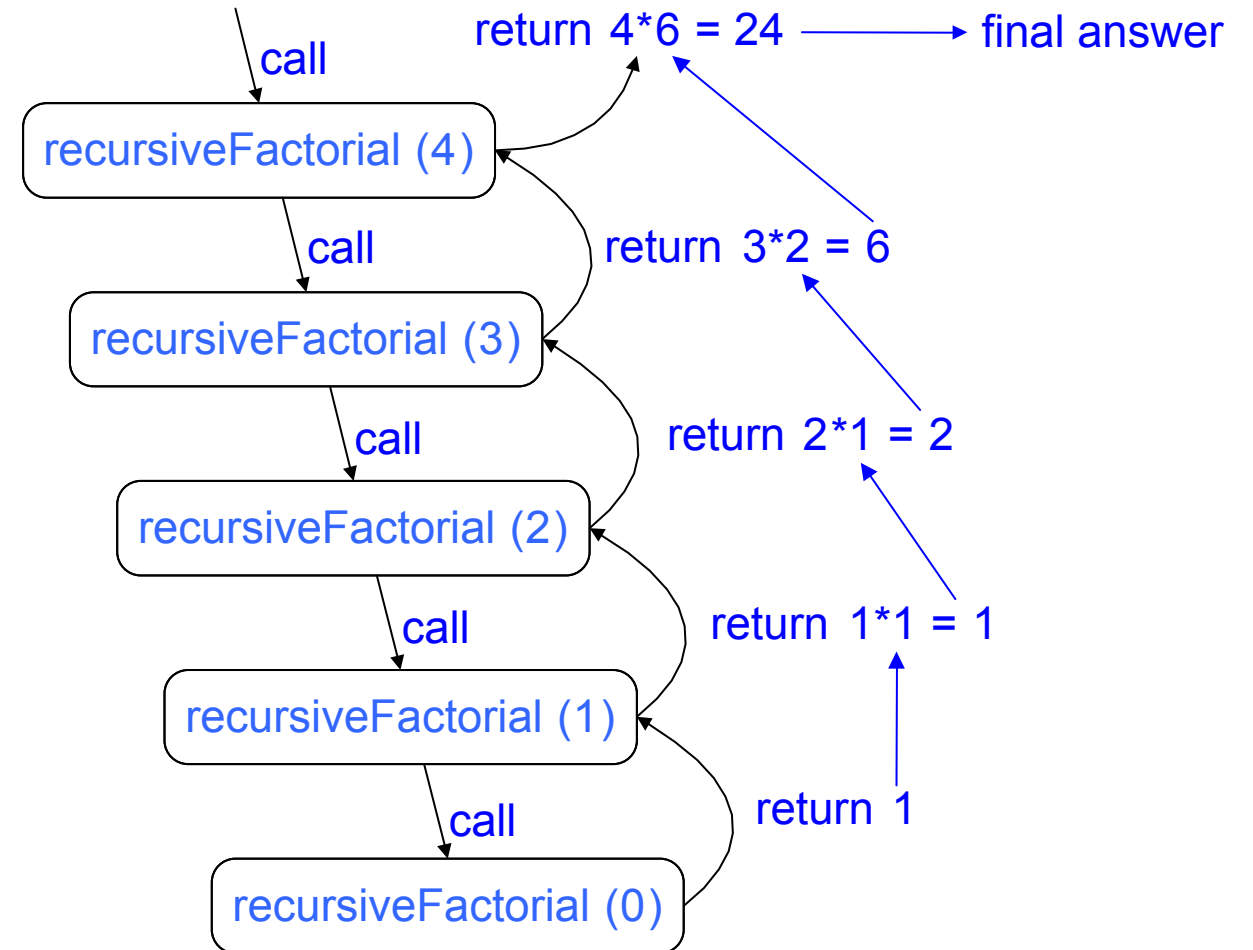 return 4*6 = 24 final answer
call
recursiveFactorial (4)
call
return 3*2 = 6
recursiveFactorial (3)
call
return 2*1 = 2
recursiveFactorial (2)
call
return 1*1 = 1
recursiveFactorial (1)
call
return 1
recursiveFactorial (0)